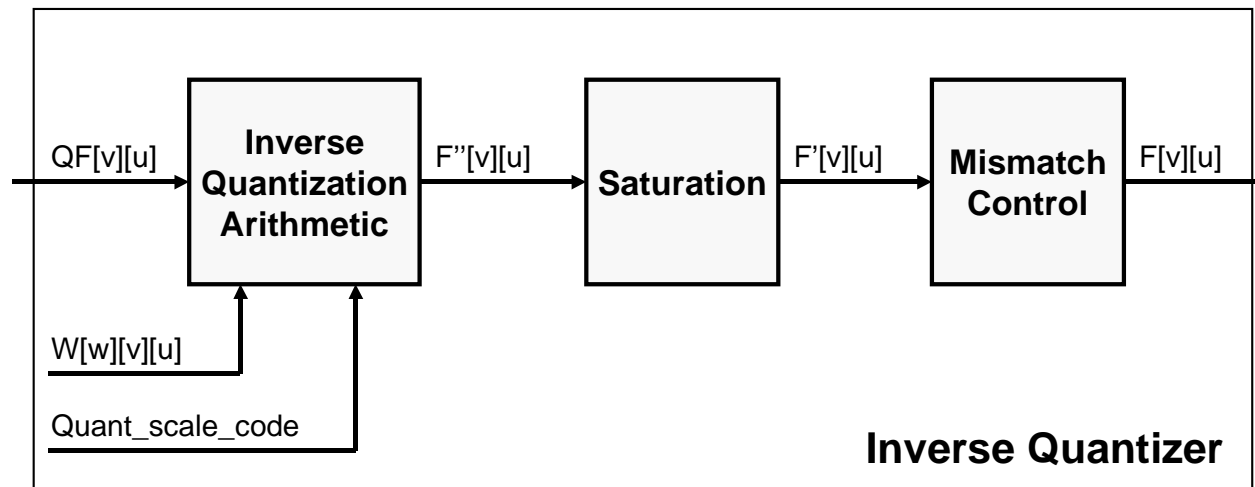 QF[v][u]
Inverse
Quantization
Arithmetic
F''[v][u]
Saturation
F'[v][u]
Mismatch
Control
F[v][u]
W[w][v][u]
Quant_scale_code
Inverse Quantizer